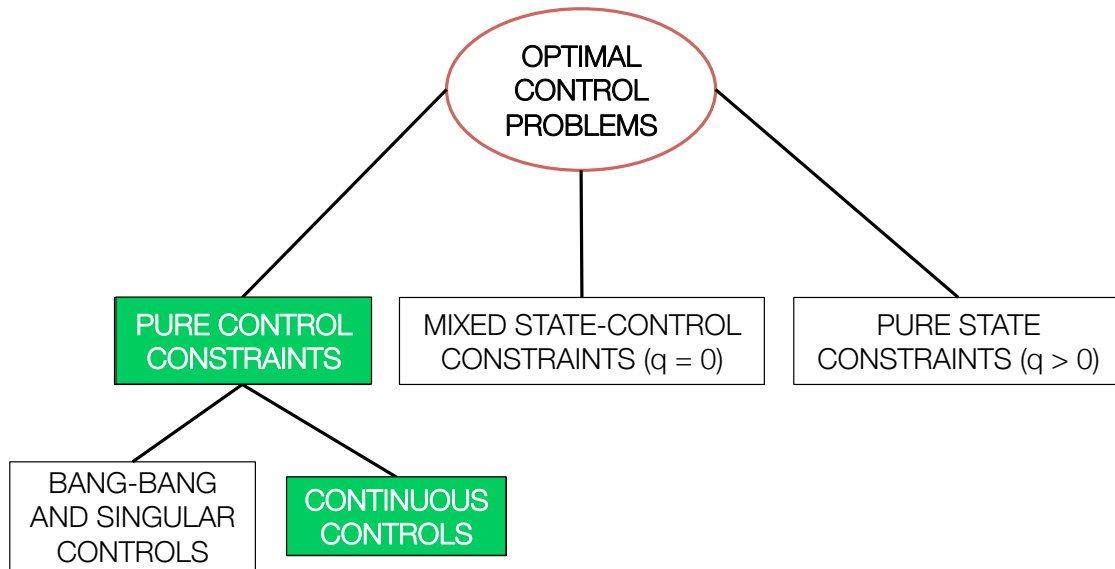 OPTIMAL
CONTROL
PROBLEMS
PURE CONTROL
CONSTRAINTS
MIXED STATE-CONTROL
CONSTRAINTS (q = 0)
PURE STATE
CONSTRAINTS (q > 0)
BANG-BANG
AND SINGULAR
CONTROLS
CONTINUOUS
CONTROLS